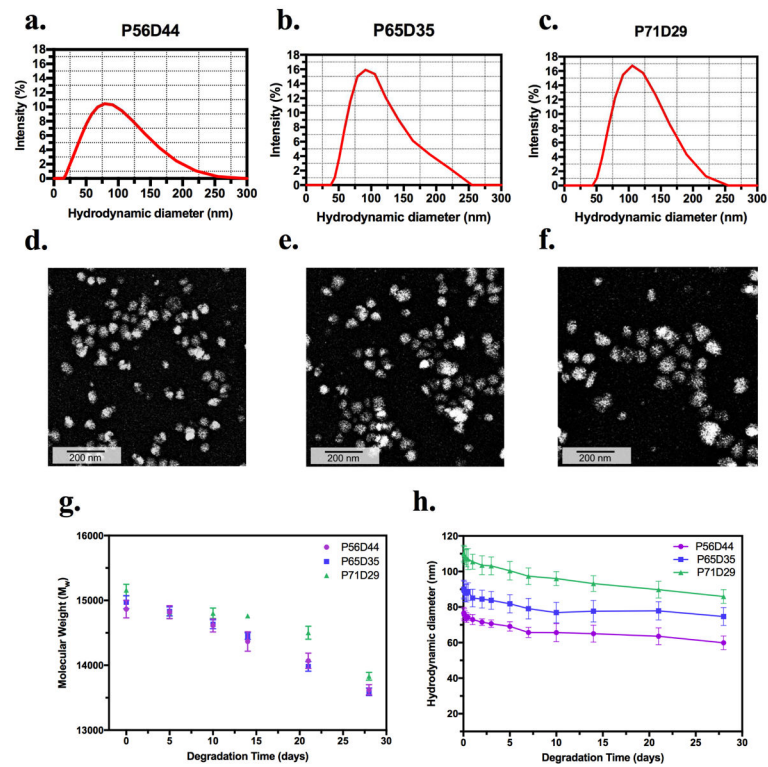 a.
P56D44
18
16
14
12
10
8
6
4
2
0
0 50 100 150 200 250 300
Intensity (%)
Hydrodynamic diameter (nm)
b.
P65D35
18
16
14
12
10
8
6
4
2
0
0 50 100 150 200 250 300
Intensity (%)
Hydrodynamic diameter (nm)
c.
P71D29
18
16
14
12
10
8
6
4
2
0
0 50 100 150 200 250 300
Intensity (%)
Hydrodynamic diameter (nm)
d.
200 nm
e.
200 nm
f.
200 nm
g.
16000
15000
14000
13000
Molecular Weight (Mw)
P56D44
P65D35
P71D29
0 5 10 15 20 25 30
Degradation Time (days)
h.
120
100
80
60
40
20
Hydrodynamic diameter (nm)
P56D44
P65D35
P71D29
0 5 10 15 20 25 30
Degradation Time (days)